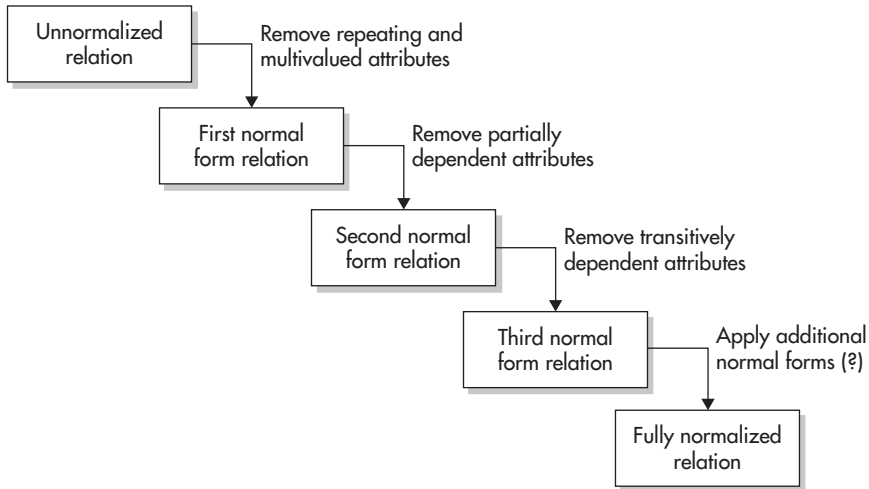 Unnormalized
relation
Remove repeating and
multivalued attributes
First normal
form relation
Remove partially
dependent attributes
Second normal
form relation
Remove transitively
dependent attributes
Third normal
form relation
Apply additional
normal forms (?)
Fully normalized
relation